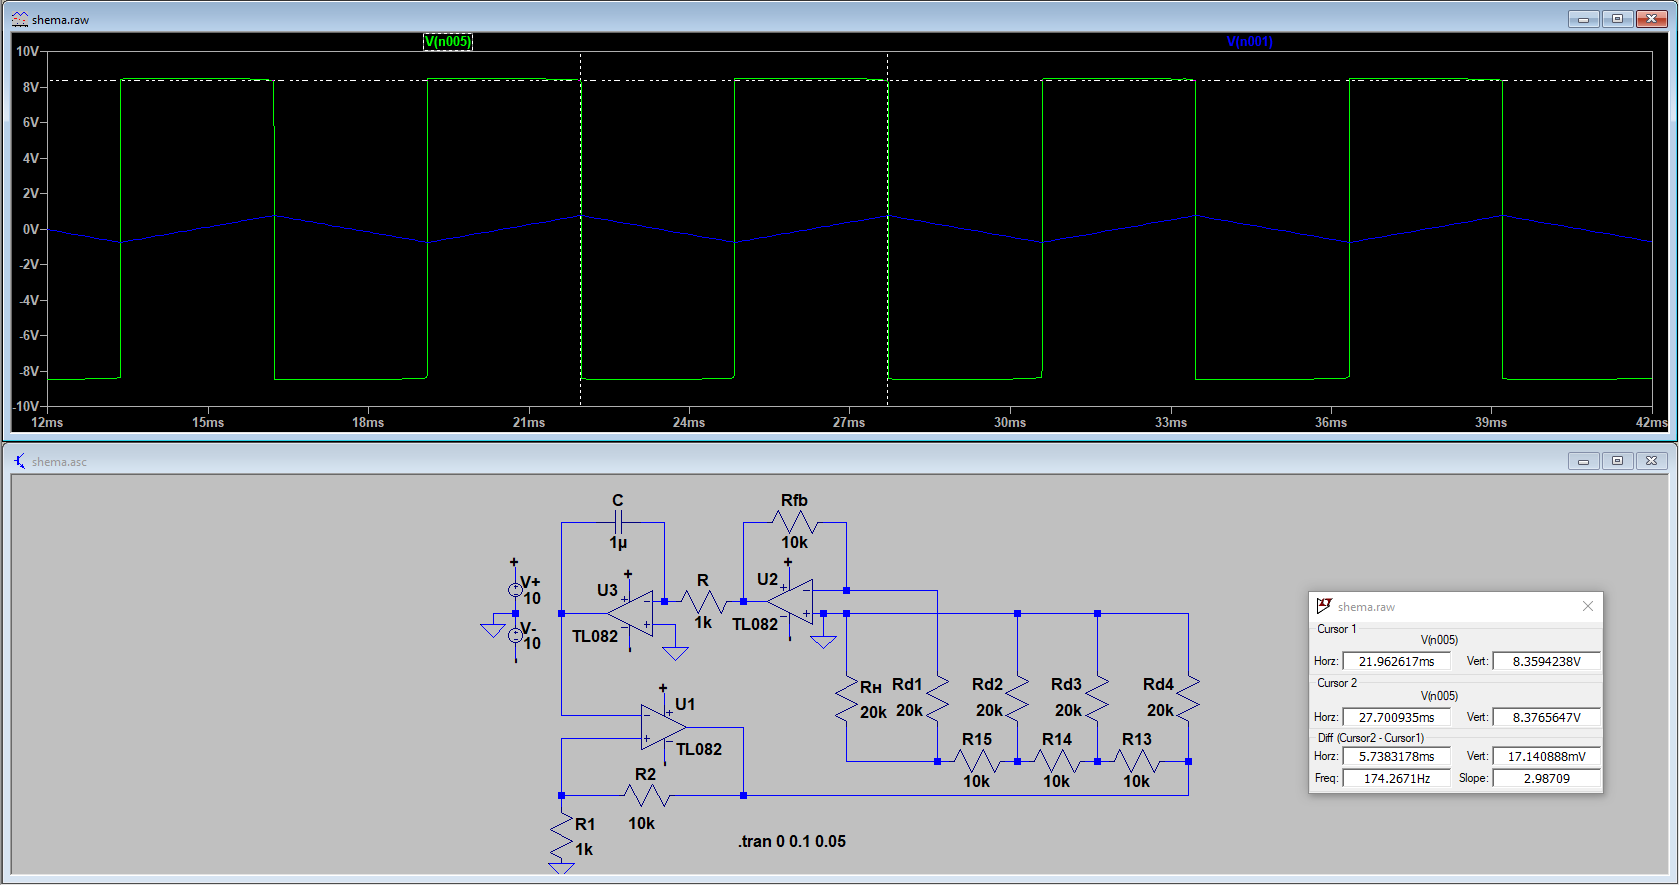 shema.raw
V(n005) V(n001)
10V
8V
6V
4V
2V
0V
-2V
-4V
-6V
-8V
-10V
12ms 15ms 18ms 21ms 24ms 27ms 30ms 33ms 36ms 39ms 42ms
shema.asc
C
1µ
Rfb
10k
V+
10
V-
10
U3
TL082
R
1k
U2
TL082
Rн
20k
Rd1
20k
Rd2
20k
Rd3
20k
Rd4
20k
R15
10k
R14
10k
R13
10k
U1
TL082
R2
10k
R1
1k
.tran 0 0.1 0.05
shema.raw
Cursor 1
V(n005)
Horz: 21.962617ms Vert: 8.3594238V
Cursor 2
V(n005)
Horz: 27.700935ms Vert: 8.3765647V
Diff (Cursor2 - Cursor1)
Horz: 5.7383178ms Vert: 17.140888mV
Freq: 174.2671Hz Slope: 2.98709